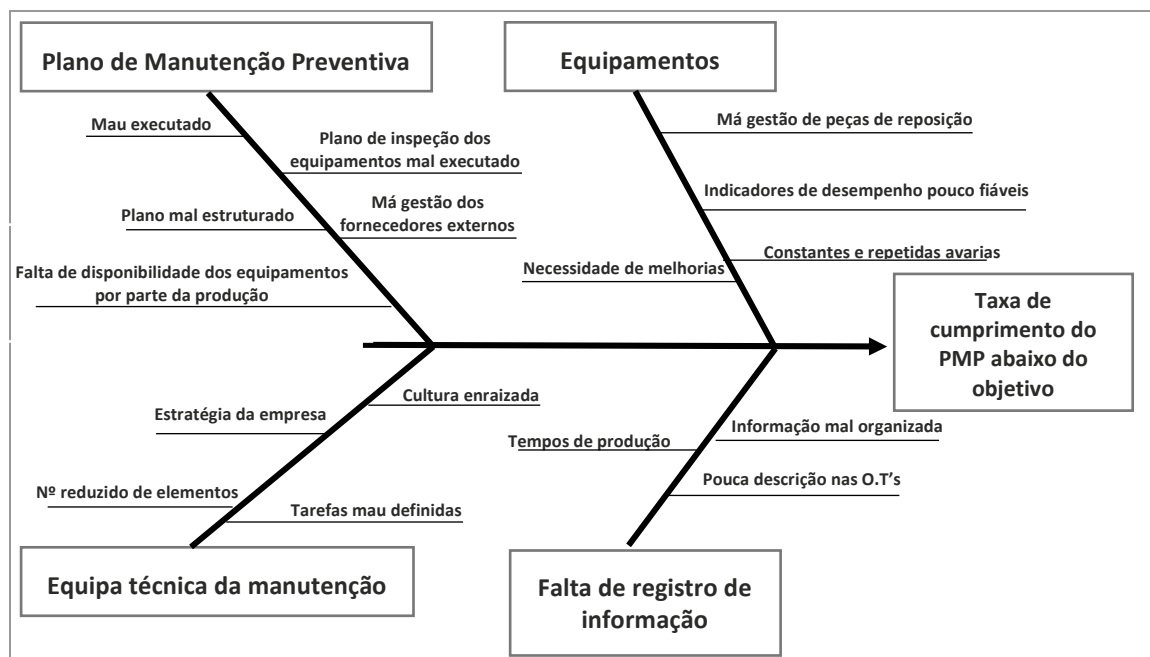 Plano de Manutenção Preventiva
Equipamentos
Mau executado
Plano de inspeção dos
equipamentos mal executado
Plano mal estruturado
Má gestão dos
fornecedores externos
Falta de disponibilidade dos equipamentos
por parte da produção
Má gestão de peças de reposição
Indicadores de desempenho pouco fiáveis
Constantes e repetidas avarias
Necessidade de melhorias
Taxa de
cumprimento do
PMP abaixo do
objetivo
Cultura enraizada
Estratégia da empresa
Nº reduzido de elementos
Tarefas mau definidas
Informação mal organizada
Tempos de produção
Pouca descrição nas O.T's
Equipa técnica da manutenção
Falta de registro de
informação